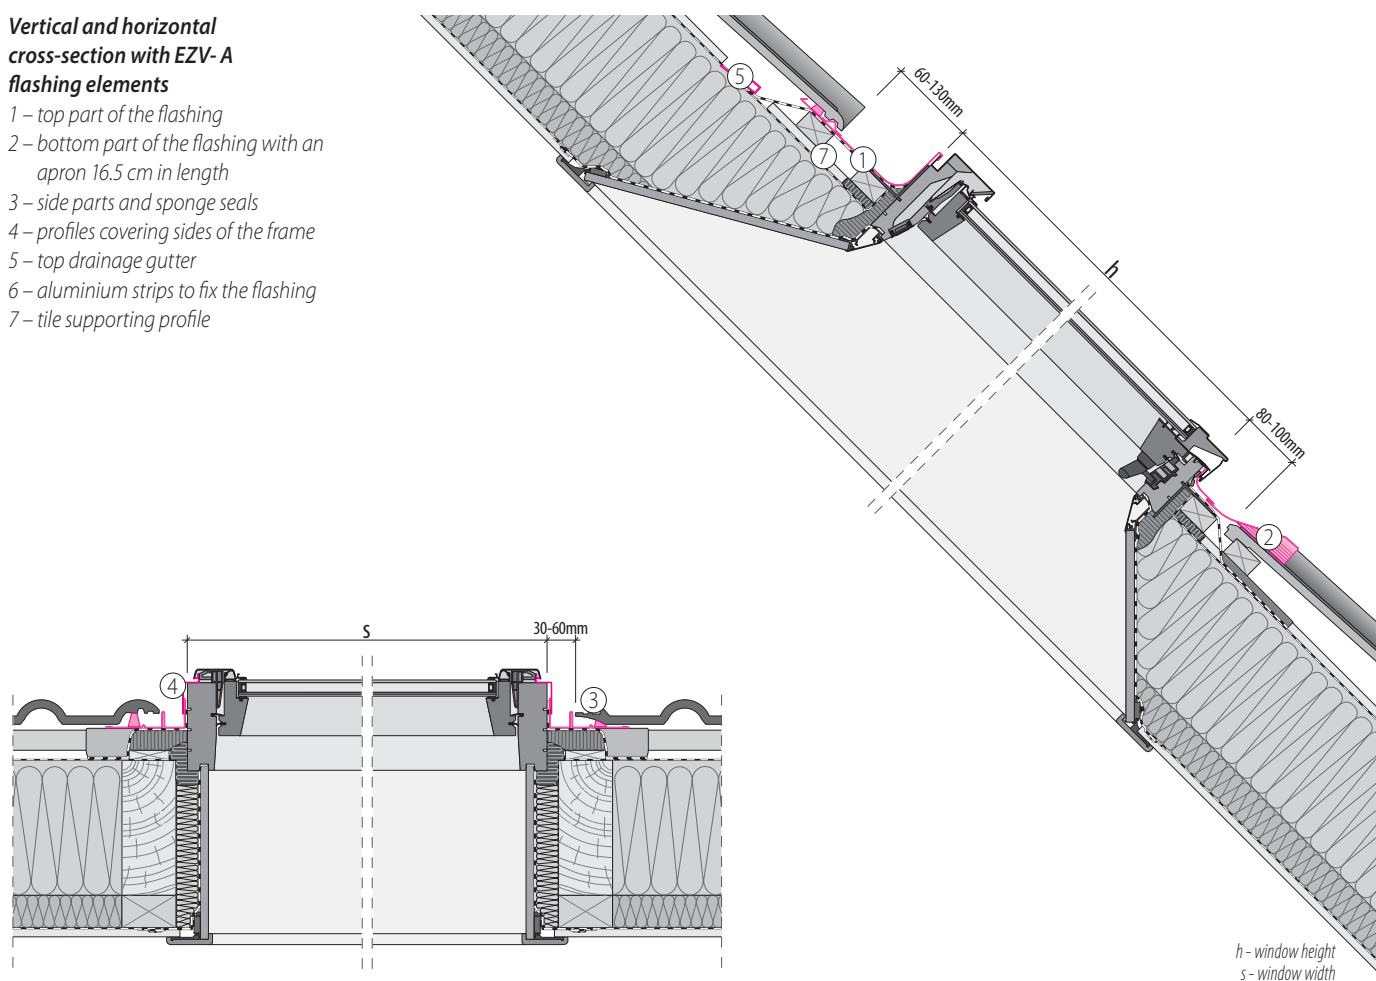 Vertical and horizontal
cross-section with EZV- A
flashing elements
1 – top part of the flashing
2 – bottom part of the flashing with an
apron 16.5 cm in length
3 – side parts and sponge seals
4 – profiles covering sides of the frame
5 – top drainage gutter
6 – aluminium strips to fix the flashing
7 – tile supporting profile
5
60-130mm
7
1
h
80-100mm
2
s
30-60mm
4
3
h - window height
s - window width